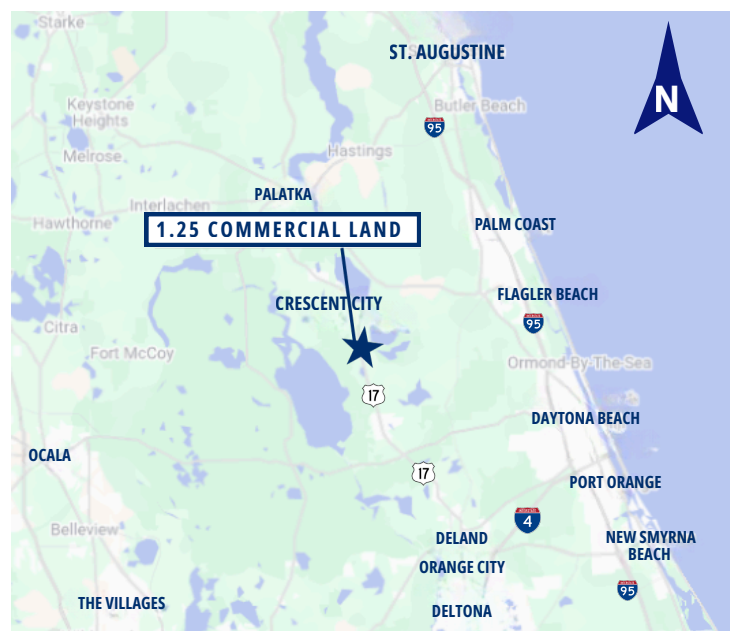 Starke
ST. AUGUSTINE
N
Keystone
Heights
Butler Beach
95
Melrose
Hastings
PALATKA
Interlachen
Hawthorne
1.25 COMMERCIAL LAND
PALM COAST
FLAGLER BEACH
CRESCENT CITY
95
Citra
Fort McCoy
Ormond-By-The-Sea
17
DAYTONA BEACH
OCALA
17
PORT ORANGE
4
Belleview
DELAND
NEW SMYRNA
BEACH
ORANGE CITY
95
THE VILLAGES
DELTONA